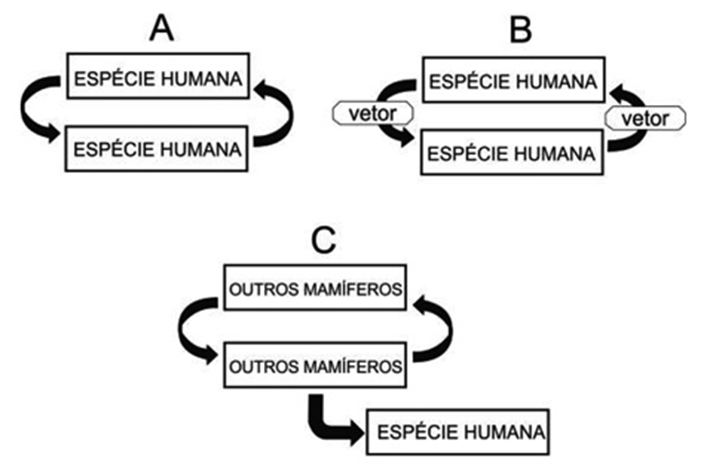 A
ESPÉCIE HUMANA
ESPÉCIE HUMANA
B
ESPÉCIE HUMANA
vetor
vetor
ESPÉCIE HUMANA
C
OUTROS MAMÍFEROS
OUTROS MAMÍFEROS
ESPÉCIE HUMANA